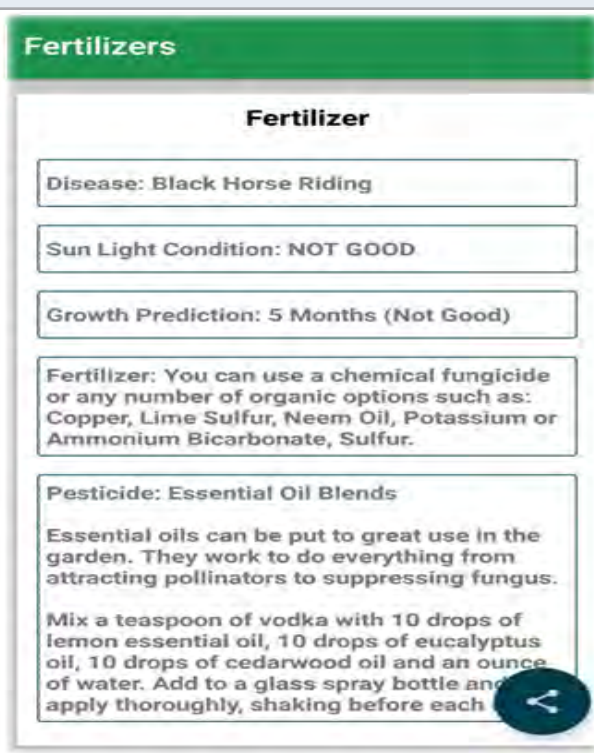 Fertilizers
Fertilizer
Disease: Black Horse Riding
Sun Light Condition: NOT GOOD
Growth Prediction: 5 Months (Not Good)
Fertilizer: You can use a chemical fungicide
or any number of organic options such as:
Copper, Lime Sulfur, Neem Oil, Potassium or
Ammonium Bicarbonate, Sulfur.
Pesticide: Essential Oil Blends
Essential oils can be put to great use in the
garden. They work to do everything from
attracting pollinators to suppressing fungus.
Mix a teaspoon of vodka with 10 drops of
lemon essential oil, 10 drops of eucalyptus
oil, 10 drops of cedarwood oil and an ounce
of water. Add to a glass spray bottle and
apply thoroughly, shaking before each